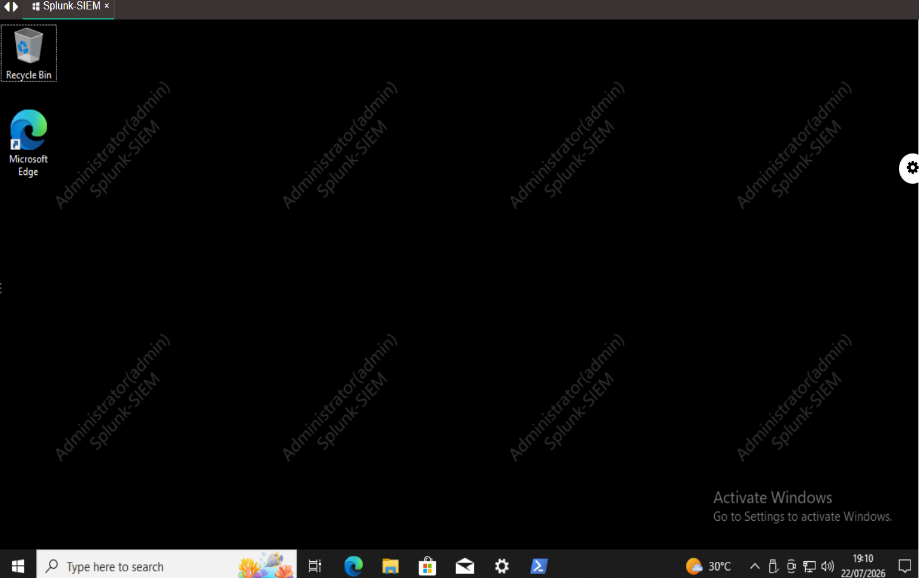 Splunk-SIEM ×
Recycle Bin
Microsoft
Edge
Administrator(admin)
Splunk-SIEM
Administrator(admin)
Splunk-SIEM
Administrator(admin)
Splunk-SIEM
Administrator(admin)
Splunk-SIEM
Administrator(admin)
Splunk-SIEM
Administrator(admin)
Splunk-SIEM
Administrator(admin)
Splunk-SIEM
Administrator(admin)
Splunk-SIEM
Activate Windows
Go to Settings to activate Windows.
Type here to search
30°C
19:10
22/07/2026